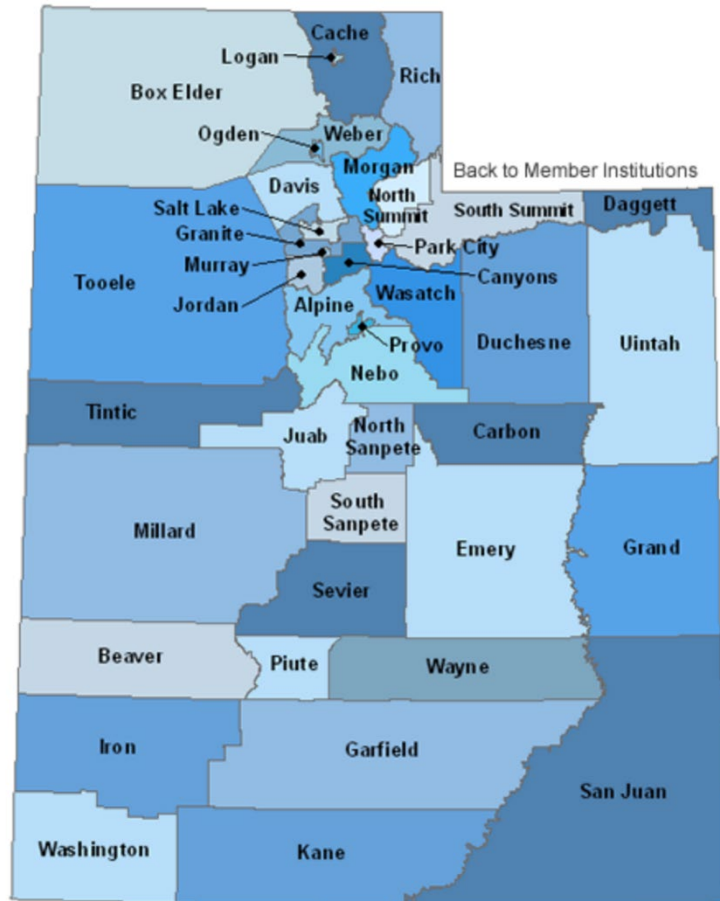 Cache
Logan
Rich
Box Elder
Ogden
Weber
Morgan
Back to Member Institutions
Davis
North
Summit
South Summit
Daggett
Salt Lake
Granite
Park City
Murray
Canyons
Tooele
Jordan
Alpine
Wasatch
Provo
Duchesne
Uintah
Nebo
Tintic
Juab
North
Sanpete
Carbon
South
Sanpete
Millard
Emery
Grand
Sevier
Beaver
Piute
Wayne
Iron
Garfield
San Juan
Washington
Kane